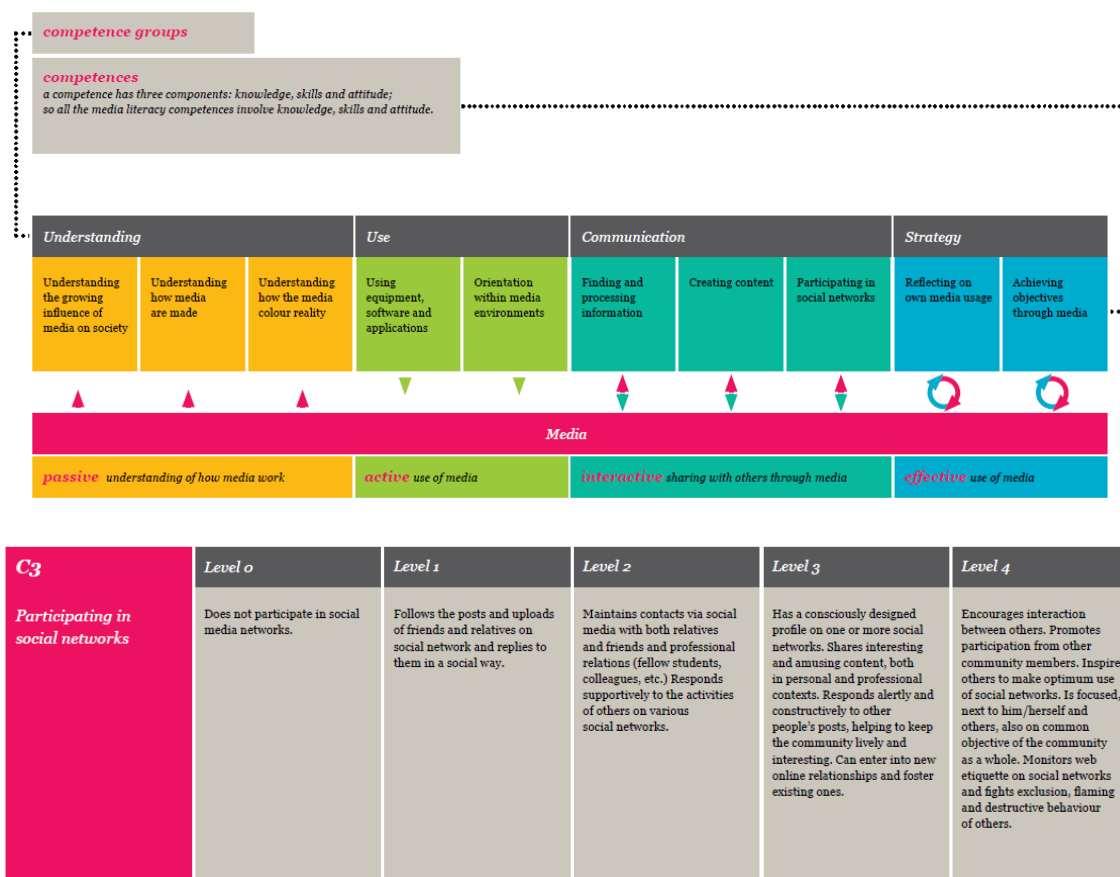 competence groups
competences
a competence has three components: knowledge, skills and attitude;
so all the media literacy competences involve knowledge, skills and attitude.
Understanding
Use
Communication
Strategy
Understanding
the growing
influence of
media on society
Understanding
how media
are made
Understanding
how the media
colour reality
Using
equipment,
software and
applications
Orientation
within media
environments
Finding and
processing
information
Creating content
Participating in
social networks
Reflecting on
own media usage
Achieving
objectives
through media
Media
passive understanding of how media work
active use of media
interactive sharing with others through media
effective use of media
C3
Participating in
social networks
Level 0
Does not participate in social
media networks.
Level 1
Follows the posts and uploads
of friends and relatives on
social network and replies to
them in a social way.
Level 2
Maintains contacts via social
media with both relatives
and friends and professional
relations (fellow students,
colleagues, etc.) Responds
supportively to the activities
of others on various
social networks.
Level 3
Has a consciously designed
profile on one or more social
networks. Shares interesting
and amusing content, both
in personal and professional
contexts. Responds alertly and
constructively to other
people's posts, helping to keep
the community lively and
interesting. Can enter into new
online relationships and foster
existing ones.
Level 4
Encourages interaction
between others. Promotes
participation from other
community members. Inspire
others to make optimum use
of social networks. Is focused,
next to him/herself and
others, also on common
objective of the community
as a whole. Monitors web
etiquette on social networks
and fights exclusion, flaming
and destructive behaviour
of others.